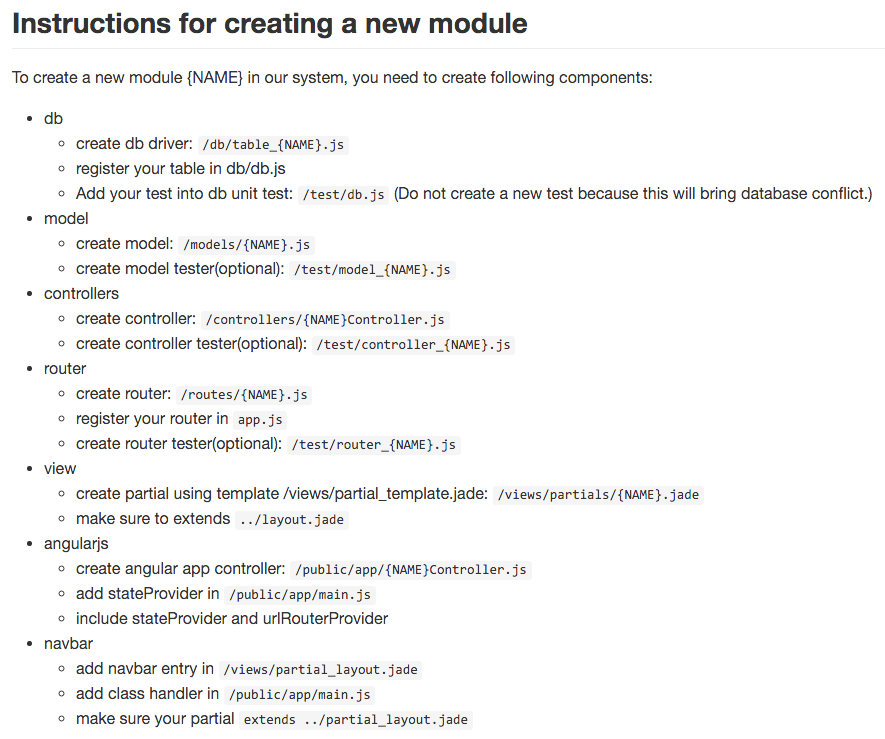 Instructions for creating a new module
To create a new module {NAME} in our system, you need to create following components:
db
create db driver: /db/table_{NAME}.js
register your table in db/db.js
Add your test into db unit test: /test/db.js (Do not create a new test because this will bring database conflict.)
model
create model: /models/{NAME}.js
create model tester(optional): /test/model_{NAME}.js
controllers
create controller: /controllers/{NAME}Controller.js
create controller tester(optional): /test/controller_{NAME}.js
router
create router: /routes/{NAME}.js
register your router in app.js
create router tester(optional): /test/router_{NAME}.js
view
create partial using template /views/partial_template.jade: /views/partials/{NAME}.jade
make sure to extends ../layout.jade
angularjs
create angular app controller: /public/app/{NAME}Controller.js
add stateProvider in /public/app/main.js
include stateProvider and urlRouterProvider
navbar
add navbar entry in /views/partial_layout.jade
add class handler in /public/app/main.js
make sure your partial extends ../partial_layout.jade